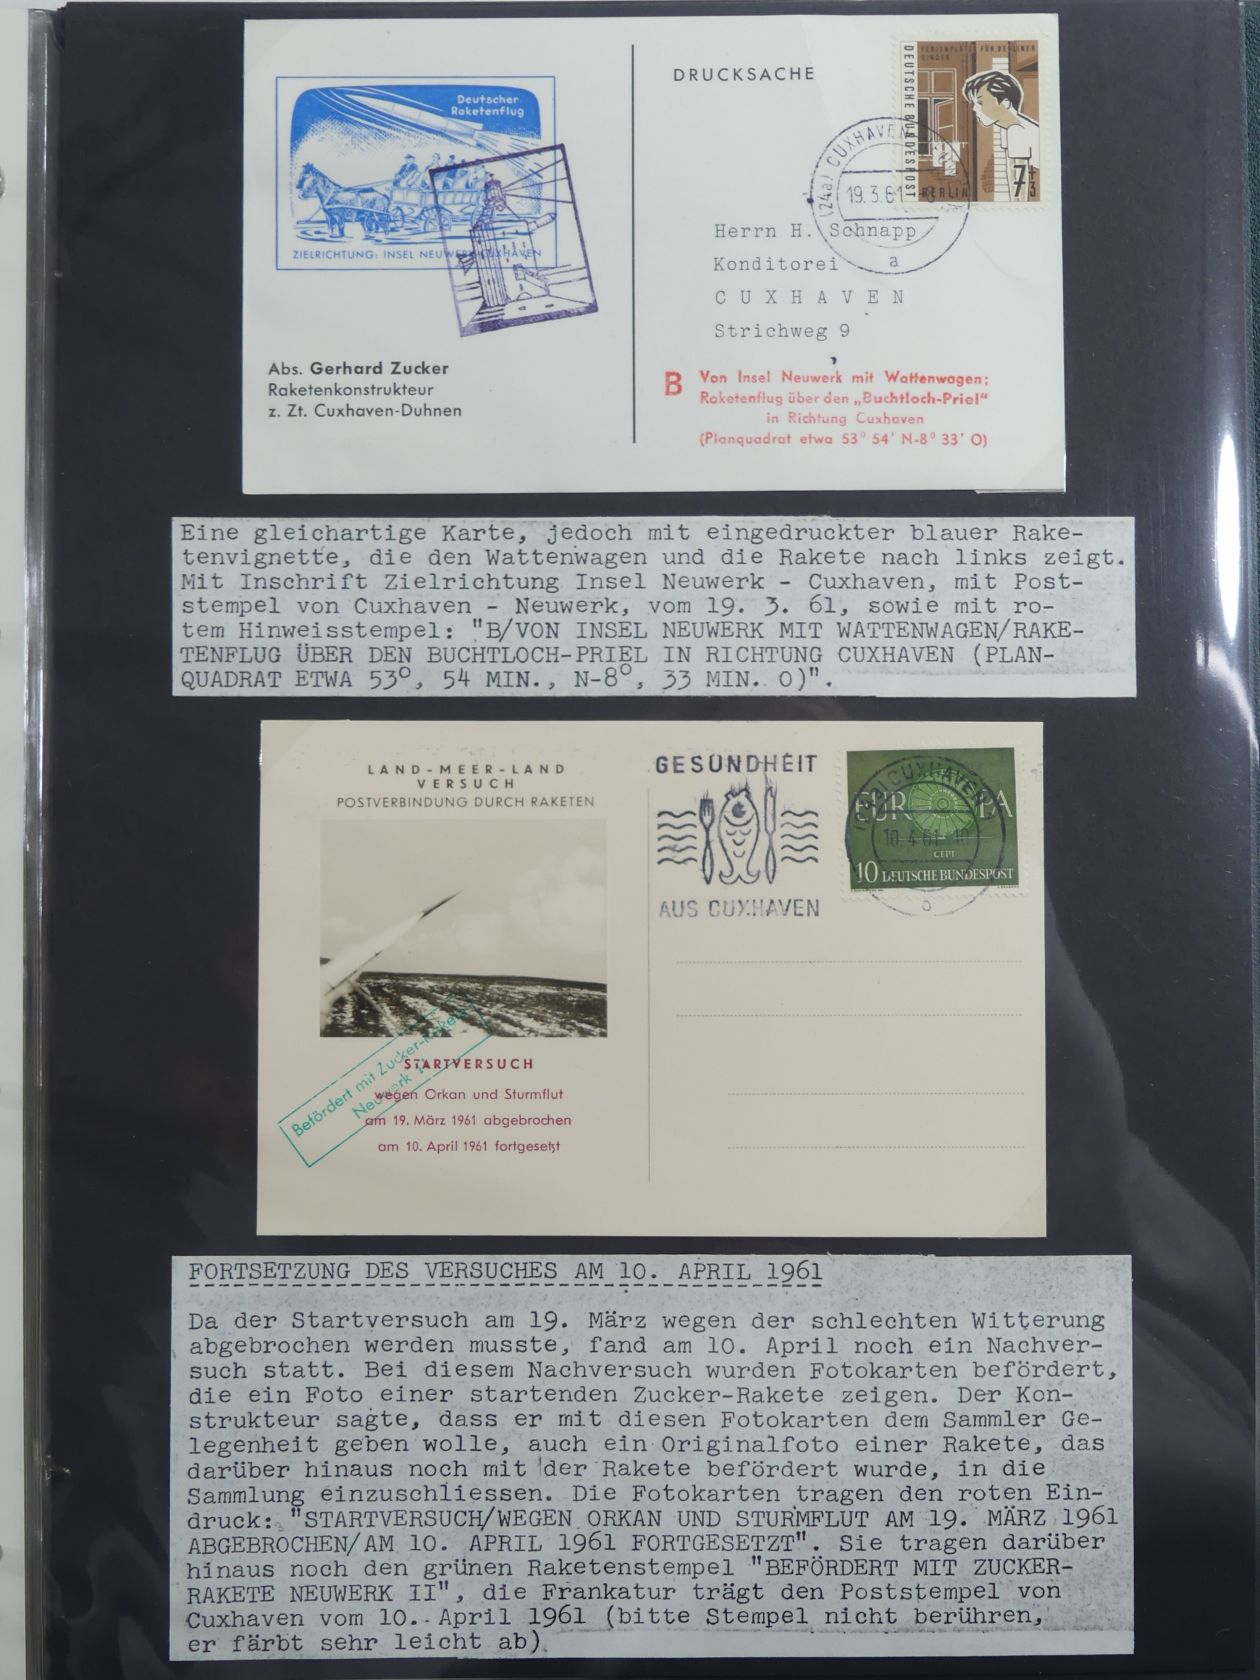 Deutscher
Raketenflug
ZIELRICHTUNG: INSEL NEUWERK-CUXHAVEN
Abs. Gerhard Zucker
Raketenkonstrukteur
z. Zt. Cuxhaven-Duhnen
DRUCKSACHE
FERIENPLÄTZE FÜR BERLINER
KINDER
DEUTSCHE BUNDESPOST
BERLIN
7+3
(24a) CUXHAVEN
19.3.61
a
Herrn H. Schnapp
Konditorei
CUXHAVEN
Strichweg 9
B Von Insel Neuwerk mit Wattenwagen;
Raketenflug über den „Buchtloch-Priel"
in Richtung Cuxhaven
(Planquadrat etwa 53° 54' N-8° 33' O)
Eine gleichartige Karte, jedoch mit eingedruckter blauer Rake-
tenvignette, die den Wattenwagen und die Rakete nach links zeigt.
Mit Inschrift Zielrichtung Insel Neuwerk - Cuxhaven, mit Post-
stempel von Cuxhaven - Neuwerk, vom 19. 3. 61, sowie mit ro-
tem Hinweisstempel: "B/VON INSEL NEUWERK MIT WATTENWAGEN/RAKE-
TENFLUG ÜBER DEN BUCHTLOCH-PRIEL IN RICHTUNG CUXHAVEN (PLAN-
QUADRAT ETWA 53°, 54 MIN., N-8°, 33 MIN. O)".
LAND-MEER-LAND
VERSUCH
POSTVERBINDUNG DURCH RAKETEN
Befördert mit Zucker-Rakete
Neuwerk II
STARTVERSUCH
wegen Orkan und Sturmflut
am 19. März 1961 abgebrochen
am 10. April 1961 fortgesetzt
GESUNDHEIT
AUS CUXHAVEN
CUXHAVEN
10.4.61-10
EUROPA
CEPT
10 DEUTSCHE BUNDESPOST
FORTSETZUNG DES VERSUCHES AM 10. APRIL 1961
Da der Startversuch am 19. März wegen der schlechten Witterung
abgebrochen werden musste, fand am 10. April noch ein Nachver-
such statt. Bei diesem Nachversuch wurden Fotokarten befördert,
die ein Foto einer startenden Zucker-Rakete zeigen. Der Kon-
strukteur sagte, dass er mit diesen Fotokarten dem Sammler Ge-
legenheit geben wolle, auch ein Originalfoto einer Rakete, das
darüber hinaus noch mit der Rakete befördert wurde, in die
Sammlung einzuschliessen. Die Fotokarten tragen den roten Ein-
druck: "STARTVERSUCH/WEGEN ORKAN UND STURMFLUT AM 19. MÄRZ 1961
ABGEBROCHEN/AM 10. APRIL 1961 FORTGESETZT". Sie tragen darüber
hinaus noch den grünen Raketenstempel "BEFÖRDERT MIT ZUCKER-
RAKETE NEUWERK II", die Frankatur trägt den Poststempel von
Cuxhaven vom 10. April 1961 (bitte Stempel nicht berühren,
er färbt sehr leicht ab)